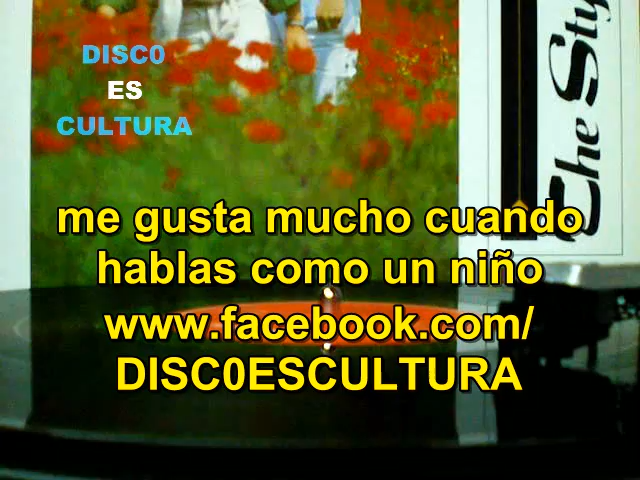 DISC0
ES
CULTURA
The Sty
me gusta mucho cuando
hablas como un niño
www.facebook.com/
DISC0ESCULTURA